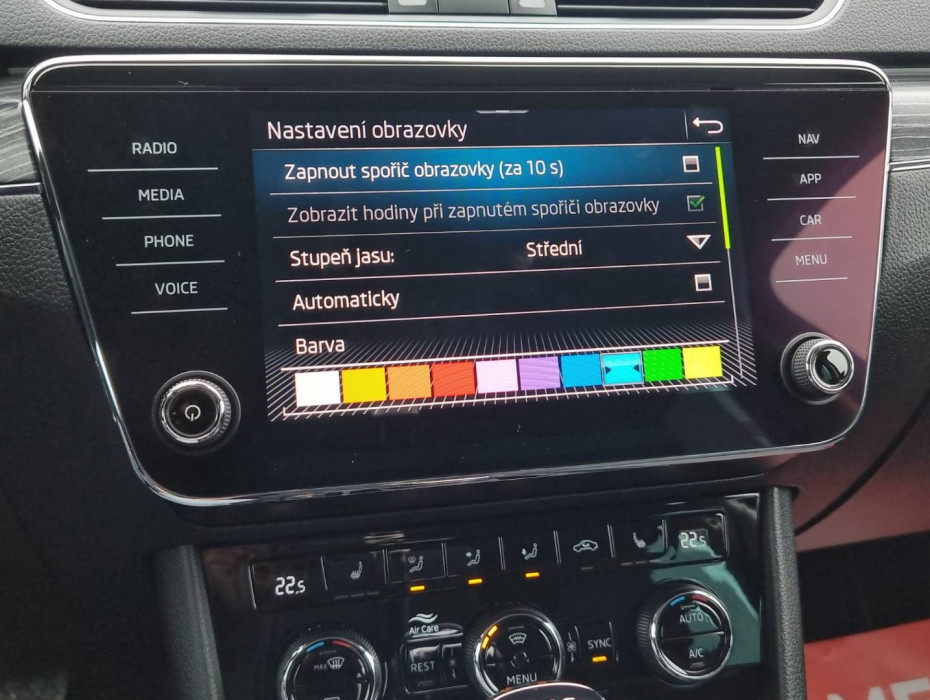 Nastavení obrazovky
Zapnout spořič obrazovky (za 10 s)
Zobrazit hodiny při zapnutém spořiči obrazovky
Stupeň jasu: Střední
Automaticky
Barva
RADIO
MEDIA
PHONE
VOICE
NAV
APP
CAR
MENU
22.5
22.5
Air Care
REST
MAX
MENU
SYNC
AUTO
A/C